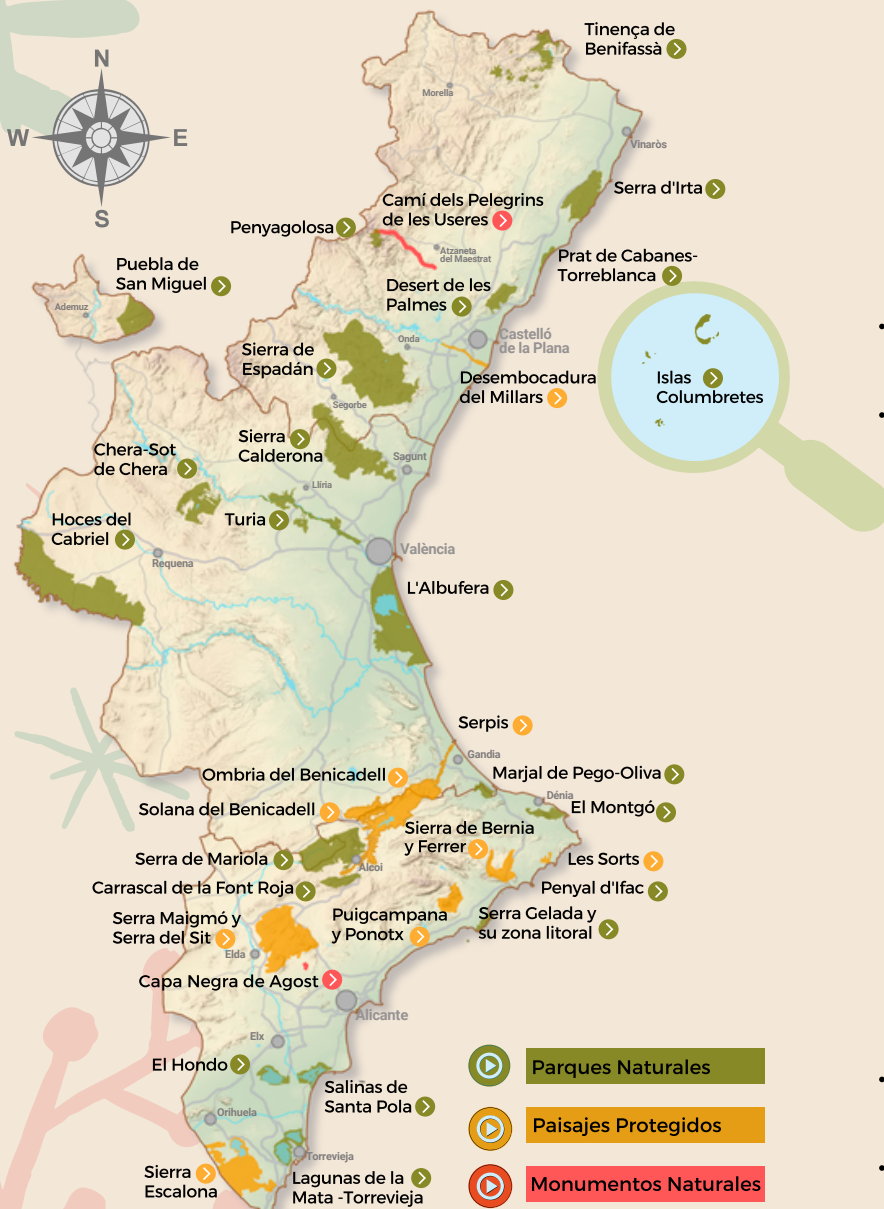 Tinença de
Benifassà
N
Morella
W
E
Vinaròs
Serra d'Irta
Camí dels Pelegrins
de les Useres
S
Penyagolosa
Atzaneta
del Maestrat
Prat de Cabanes-
Torreblanca
Puebla de
San Miguel
Desert de les
Palmes
Ademuz
Castelló
de la Plana
Onda
Sierra de
Espadán
Desembocadura
del Millars
Islas
Columbretes
Segorbe
Sierra
Calderona
Chera-Sot
de Chera
Sagunt
Llíria
Hoces del
Cabriel
Turia
València
Requena
L'Albufera
Serpis
Gandia
Ombria del Benicadell
Marjal de Pego-Oliva
Dénia
Solana del Benicadell
El Montgó
Sierra de Bernia
y Ferrer
Serra de Mariola
Les Sorts
Alcoi
Carrascal de la Font Roja
Penyal d'Ifac
Serra Maigmó y
Serra del Sit
Puigcampana
y Ponotx
Serra Gelada y
su zona litoral
Elda
Capa Negra de Agost
Alicante
Elx
El Hondo
Parques Naturales
Salinas de
Santa Pola
Orihuela
Paisajes Protegidos
Torrevieja
Sierra
Escalona
Lagunas de la
Mata -Torrevieja
Monumentos Naturales